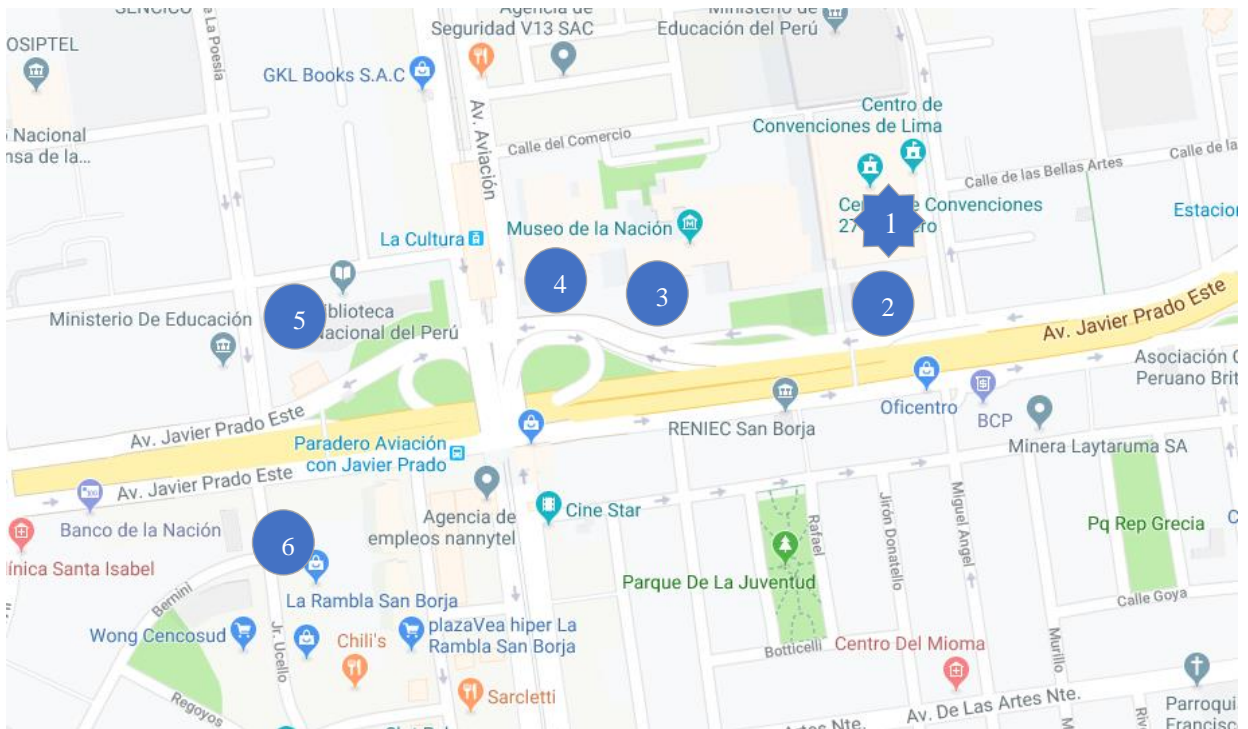 SENCICO
Agencia de
Seguridad V13 SAC
Ministerio de
Educación del Perú
OSIPTEL
La Poesia
GKL Books S.A.C
Av. Aviación
Calle del Comercio
Centro de
Convenciones de Lima
Nacional
nsa de la...
Calle de las Bellas Artes
Calle de la
Convenciones
27
1
Estacio
Museo de la Nación
La Cultura
4
3
2
5
Ministerio De Educación
Biblioteca
Nacional del Perú
Av. Javier Prado Este
Asociación
Peruano Brit
Oficentro
BCP
Av. Javier Prado Este
RENIEC San Borja
Minera Laytaruma SA
Paradero Aviación
con Javier Prado
Av. Javier Prado Este
Banco de la Nación
Agencia de
empleos nannytel
Cine Star
Rafael
Jirón Donatello
Miguel Angel
Pq Rep Grecia
6
línica Santa Isabel
Parque De La Juventud
Bernini
La Rambla San Borja
Calle Goya
Wong Cencosud
Jr. Ucello
Chili's
plazaVea hiper La
Rambla San Borja
Botticelli
Centro Del Mioma
Murillo
Sarcletti
Regoyos
Artes Nte.
Av. De Las Artes Nte.
Parroqui
Francisc